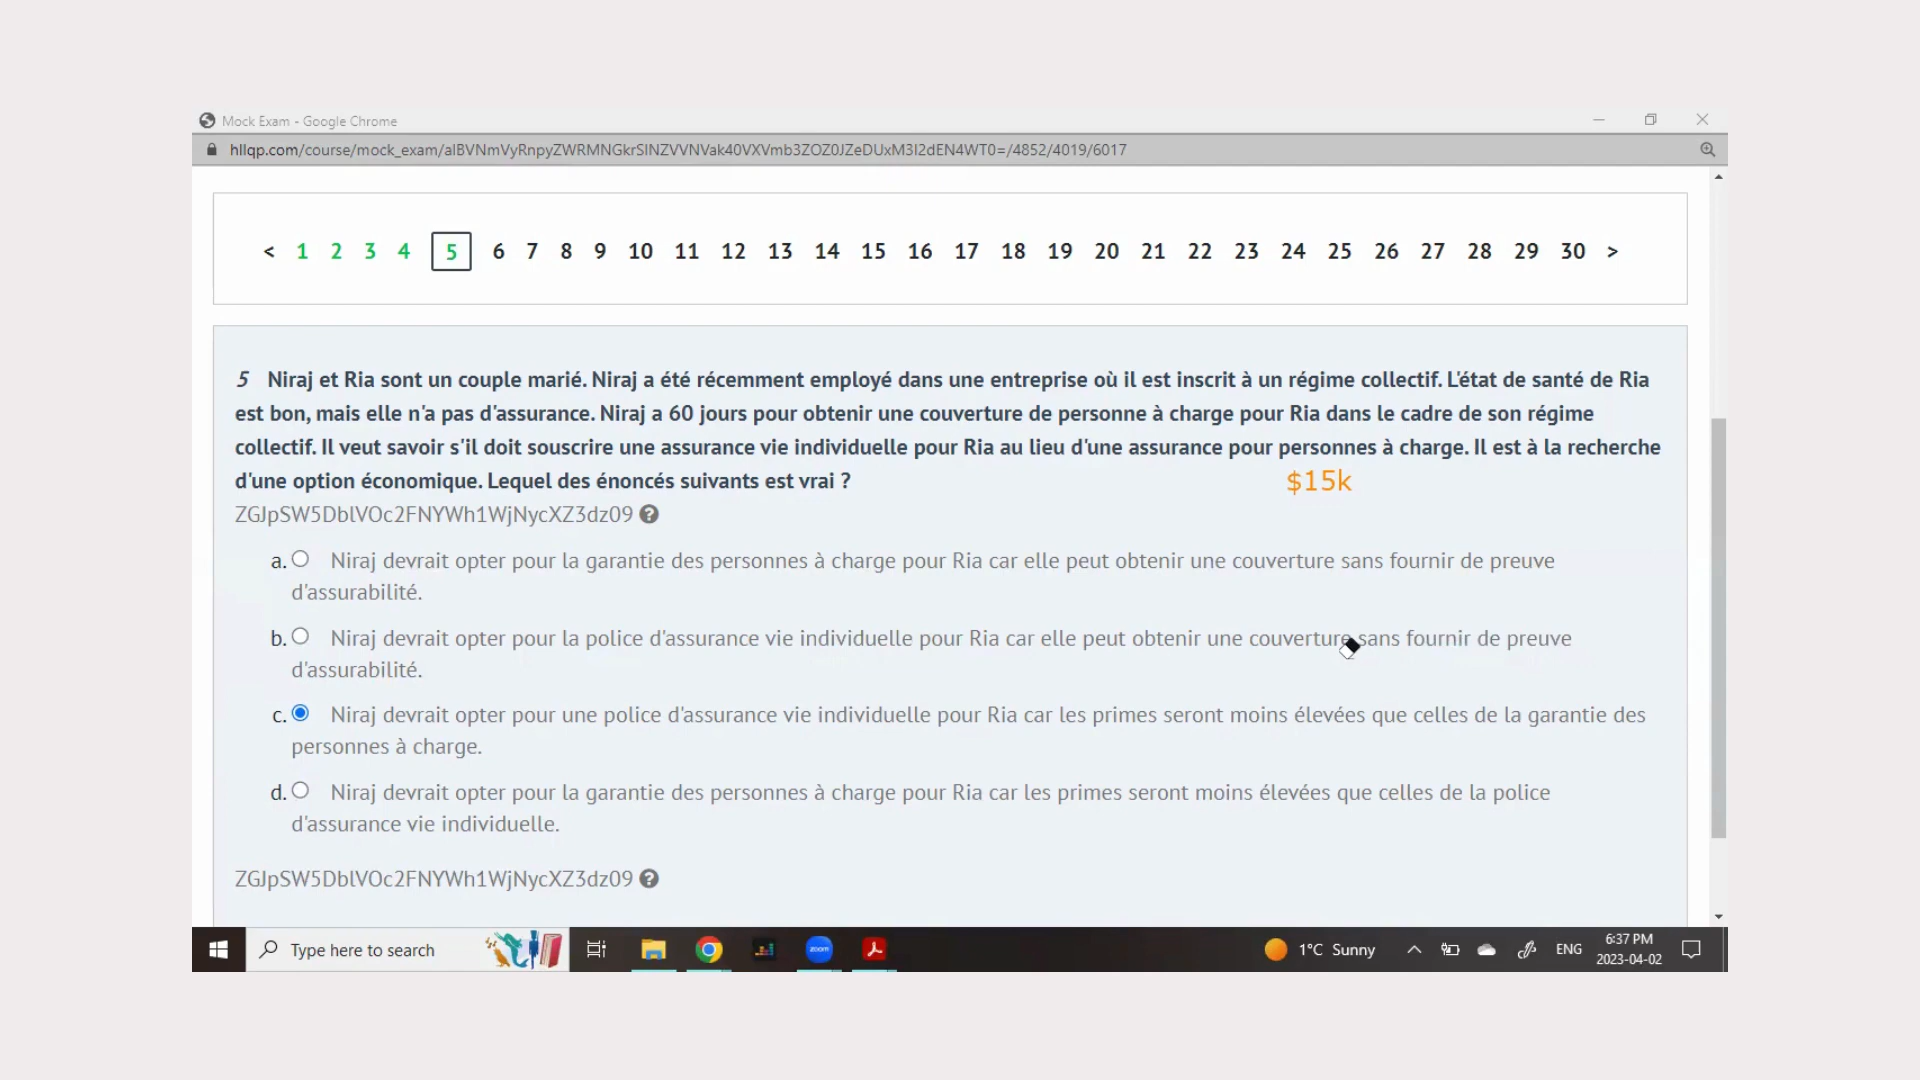 Mock Exam - Google Chrome
hllqp.com/course/mock_exam/alBVNmVyRnpyZWRMNGkrSlNZVVNVak40VXVmb3ZOZ0JZeDUxM3I2dEN4WT0=/4852/4019/6017
< 1 2 3 4 5 6 7 8 9 10 11 12 13 14 15 16 17 18 19 20 21 22 23 24 25 26 27 28 29 30 >
5 Niraj et Ria sont un couple marié. Niraj a été récemment employé dans une entreprise où il est inscrit à un régime collectif. L'état de santé de Ria
est bon, mais elle n'a pas d'assurance. Niraj a 60 jours pour obtenir une couverture de personne à charge pour Ria dans le cadre de son régime
collectif. Il veut savoir s'il doit souscrire une assurance vie individuelle pour Ria au lieu d'une assurance pour personnes à charge. Il est à la recherche
d'une option économique. Lequel des énoncés suivants est vrai ?
$15k
ZGJpSW5DblVOc2FNYWh1WjNycXZ3dz09
a. Niraj devrait opter pour la garantie des personnes à charge pour Ria car elle peut obtenir une couverture sans fournir de preuve
d'assurabilité.
b. Niraj devrait opter pour la police d'assurance vie individuelle pour Ria car elle peut obtenir une couverture sans fournir de preuve
d'assurabilité.
c. Niraj devrait opter pour une police d'assurance vie individuelle pour Ria car les primes seront moins élevées que celles de la garantie des
personnes à charge.
d. Niraj devrait opter pour la garantie des personnes à charge pour Ria car les primes seront moins élevées que celles de la police
d'assurance vie individuelle.
ZGJpSW5DblVOc2FNYWh1WjNycXZ3dz09
Type here to search
zoom
1°C Sunny
ENG
6:37 PM
2023-04-02